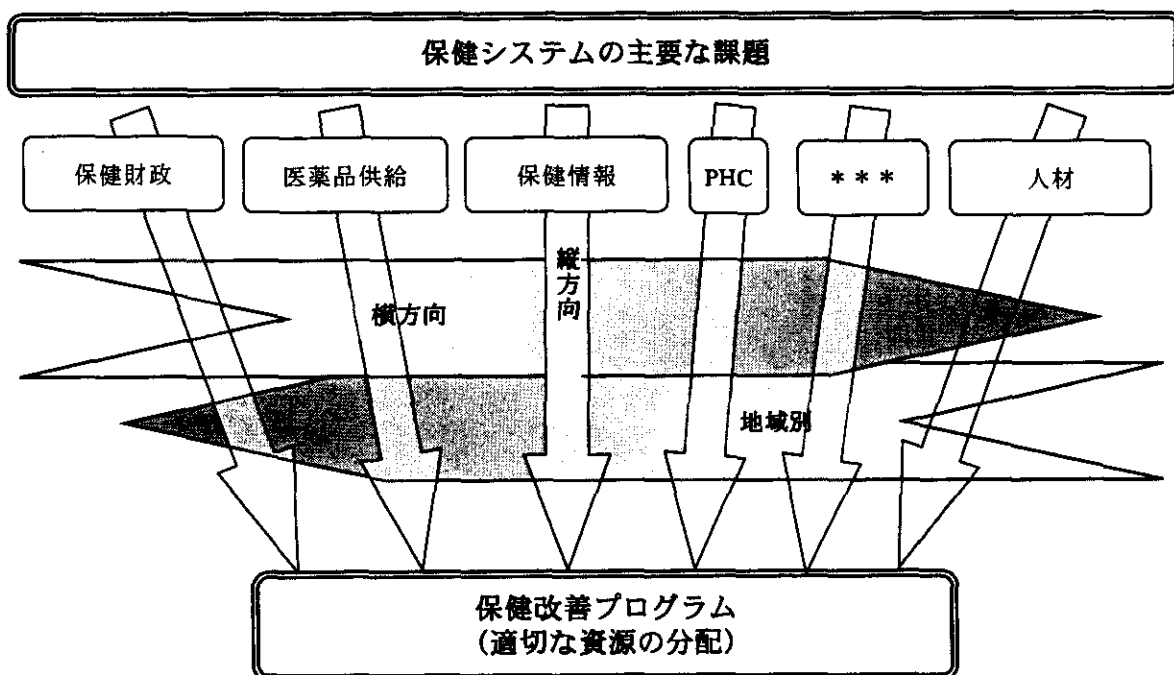 保健システムの主要な課題
保健財政
医薬品供給
保健情報
PHC
***
人材
縦方向
横方向
地域別
保健改善プログラム
(適切な資源の分配)